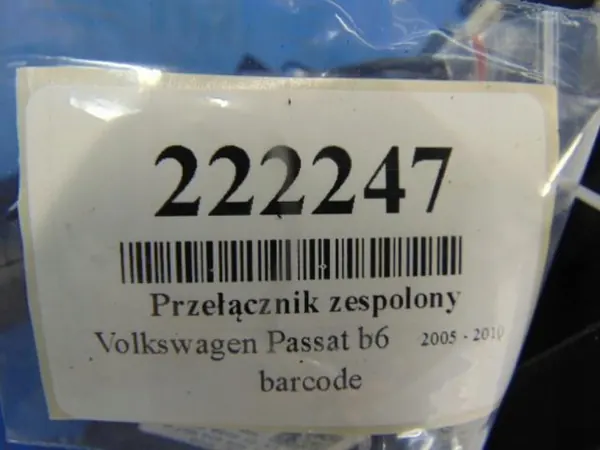 222247
Przełącznik zespolony
Volkswagen Passat b6 2005 - 2010
barcode